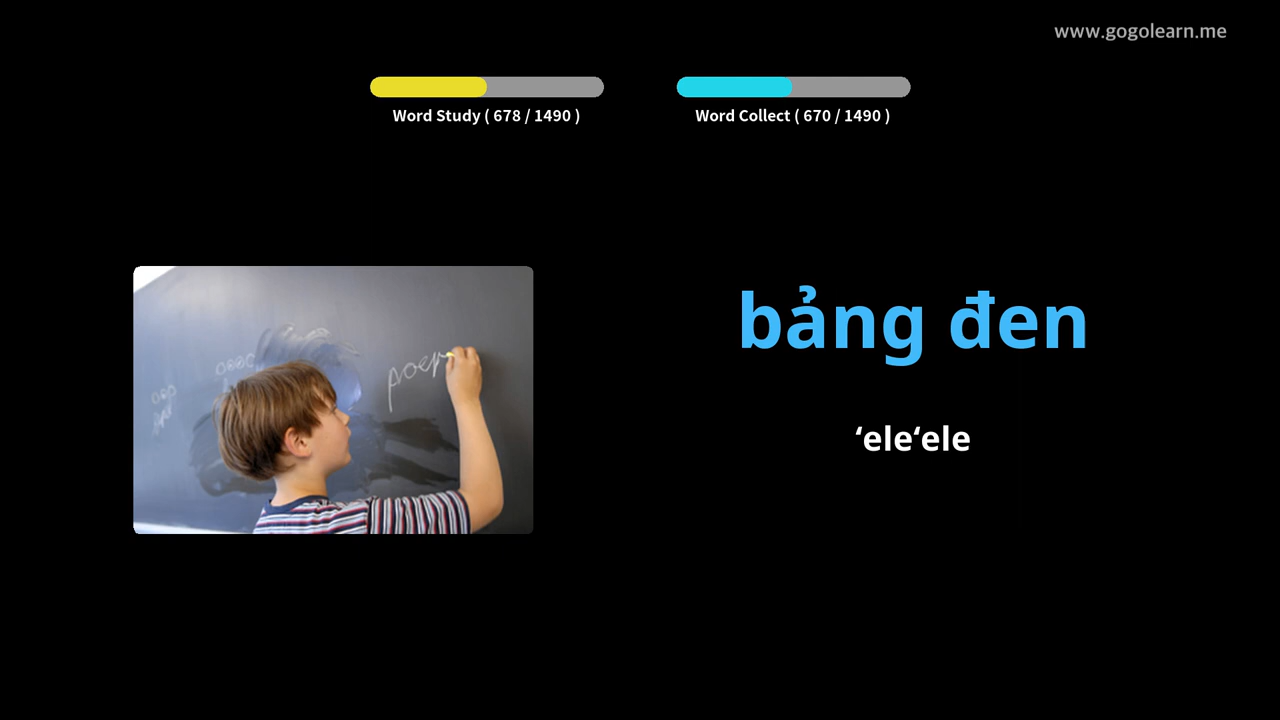 www.gogolearn.me
Word Study ( 678 / 1490 )
Word Collect ( 670 / 1490 )
bảng đen
ʻeleʻele